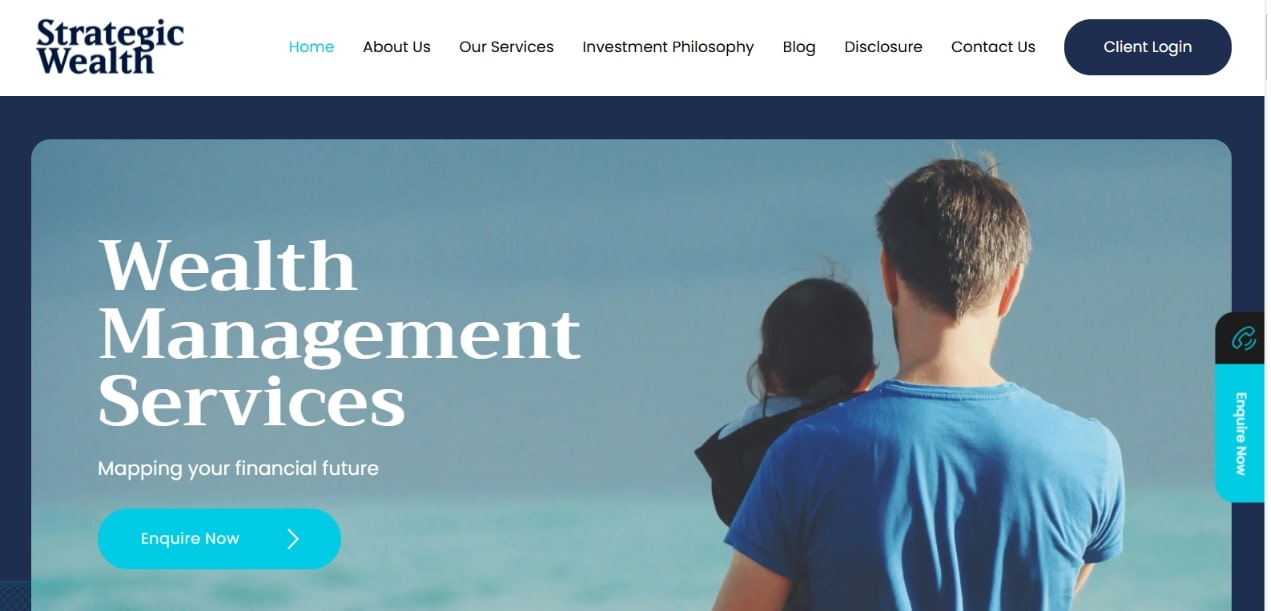 Strategic
Wealth
Home About Us Our Services Investment Philosophy Blog Disclosure Contact Us Client Login
Wealth
Management
Services
Mapping your financial future
Enquire Now
Enquire Now